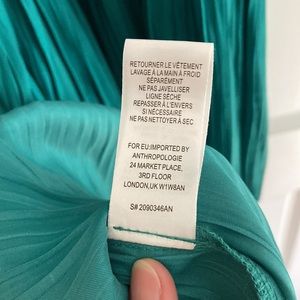 RETOURNER LE VÊTEMENT
LAVAGE À LA MAIN À FROID
SÉPARÉMENT
NE PAS JAVELLISER
LIGNE SÈCHE
REPASSER À L'ENVERS
SI NÉCESSAIRE
NE PAS NETTOYER À SEC
FOR EU:IMPORTED BY
ANTHROPOLOGIE
24 MARKET PLACE,
3RD FLOOR
LONDON,UK W1W8AN
S# 2090346AN